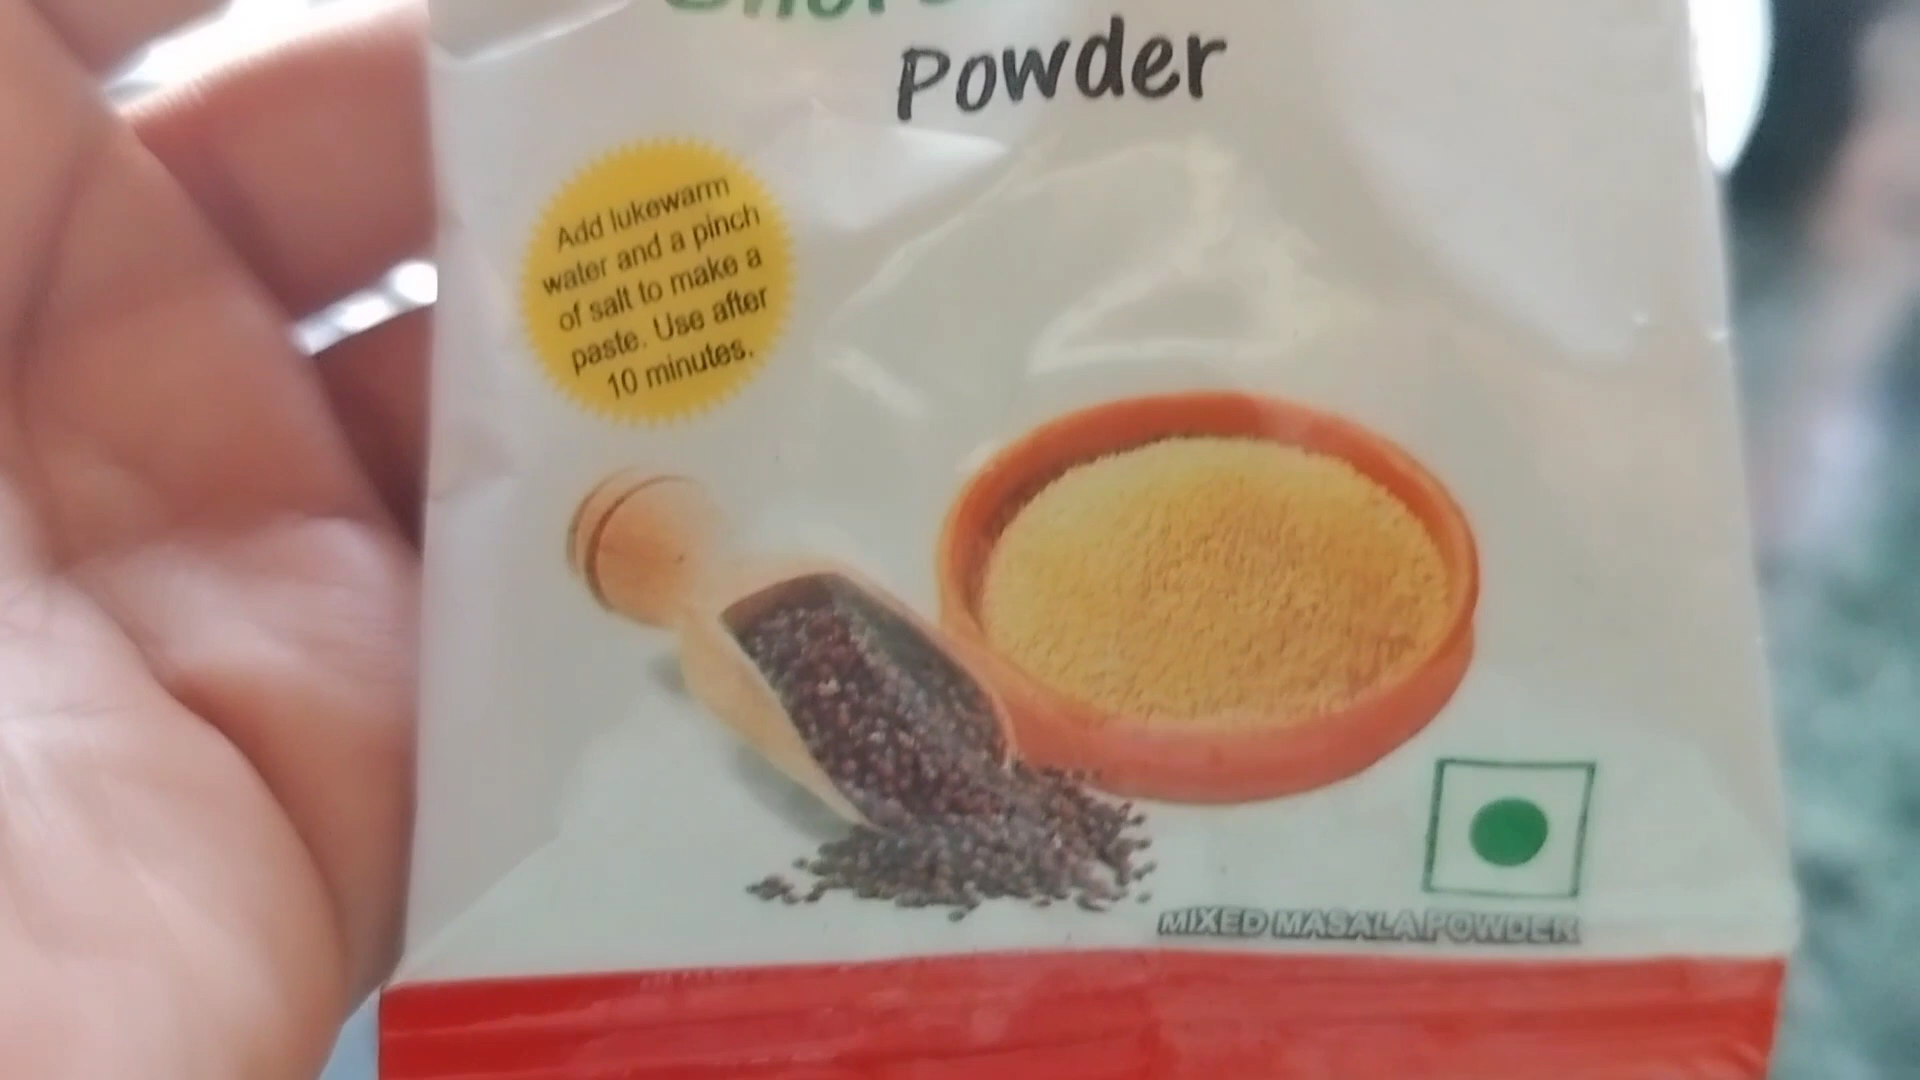 Powder
Add lukewarm
water and a pinch
of salt to make a
paste. Use after
10 minutes.
MIXED MASALA POWDER